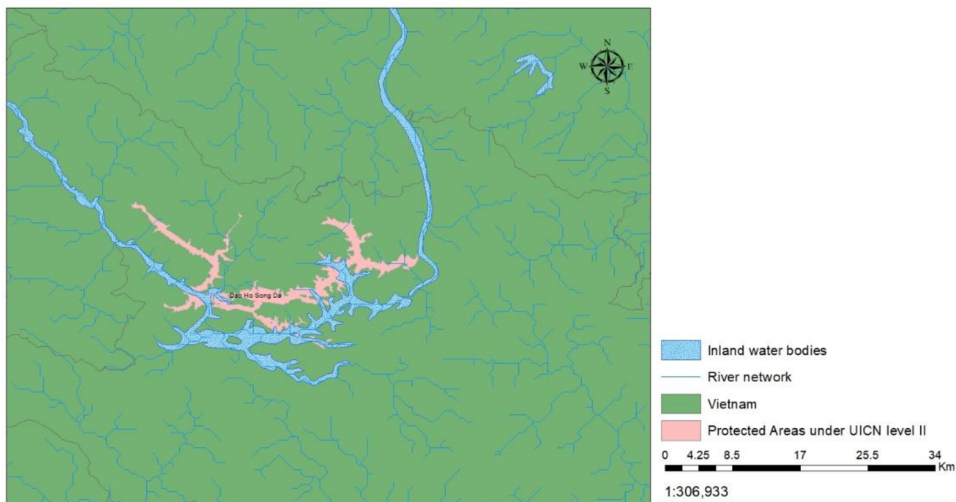 N
W E
S
Dao Ho Song Da
Inland water bodies
River network
Vietnam
Protected Areas under UICN level II
0 4.25 8.5 17 25.5 34
Km
1:306,933